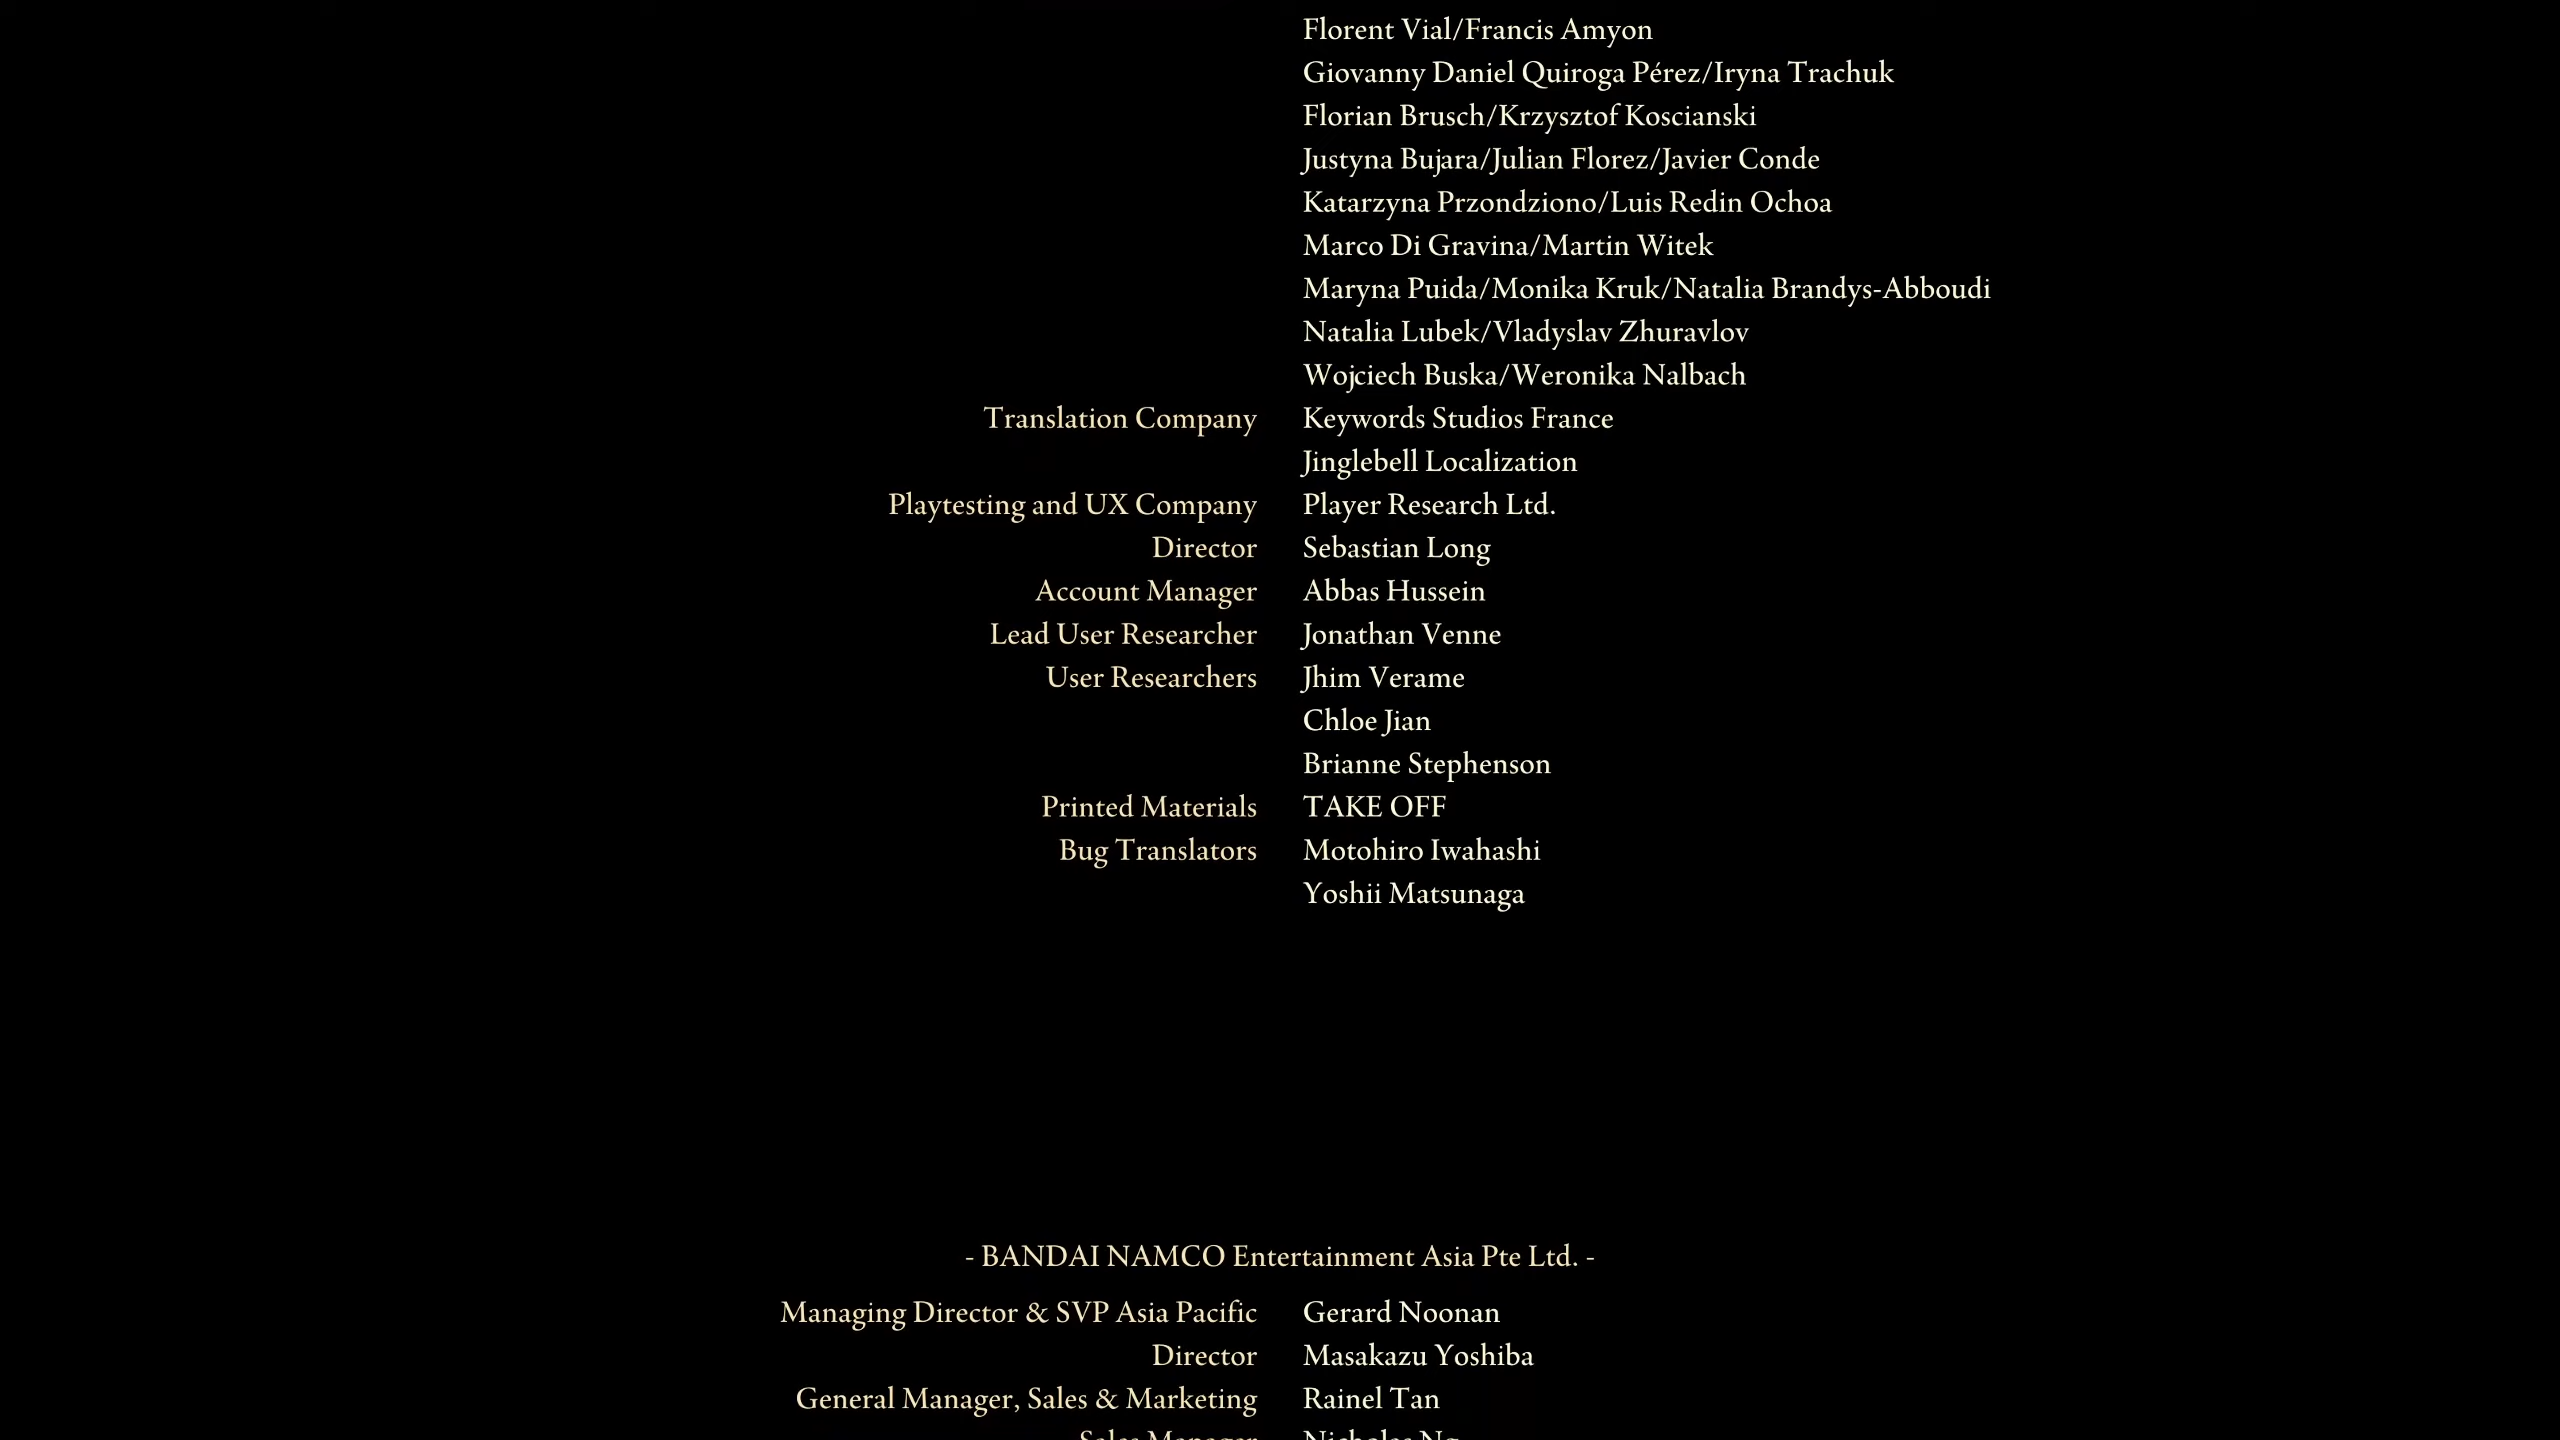 Florent Vial/Francis Amyon
Giovanny Daniel Quiroga Pérez/Iryna Trachuk
Florian Brusch/Krzysztof Koscianski
Justyna Bujara/Julian Florez/Javier Conde
Katarzyna Przondziono/Luis Redin Ochoa
Marco Di Gravina/Martin Witek
Maryna Puida/Monika Kruk/Natalia Brandys-Abboudi
Natalia Lubek/Vladyslav Zhuravlov
Wojciech Buska/Weronika Nalbach
Translation Company Keywords Studios France
Jinglebell Localization
Playtesting and UX Company Player Research Ltd.
Director Sebastian Long
Account Manager Abbas Hussein
Lead User Researcher Jonathan Venne
User Researchers Jhim Verame
Chloe Jian
Brianne Stephenson
Printed Materials TAKE OFF
Bug Translators Motohiro Iwahashi
Yoshii Matsunaga
- BANDAI NAMCO Entertainment Asia Pte Ltd. -
Managing Director & SVP Asia Pacific Gerard Noonan
Director Masakazu Yoshiba
General Manager, Sales & Marketing Rainel Tan
Sales Manager Nicholas Ng